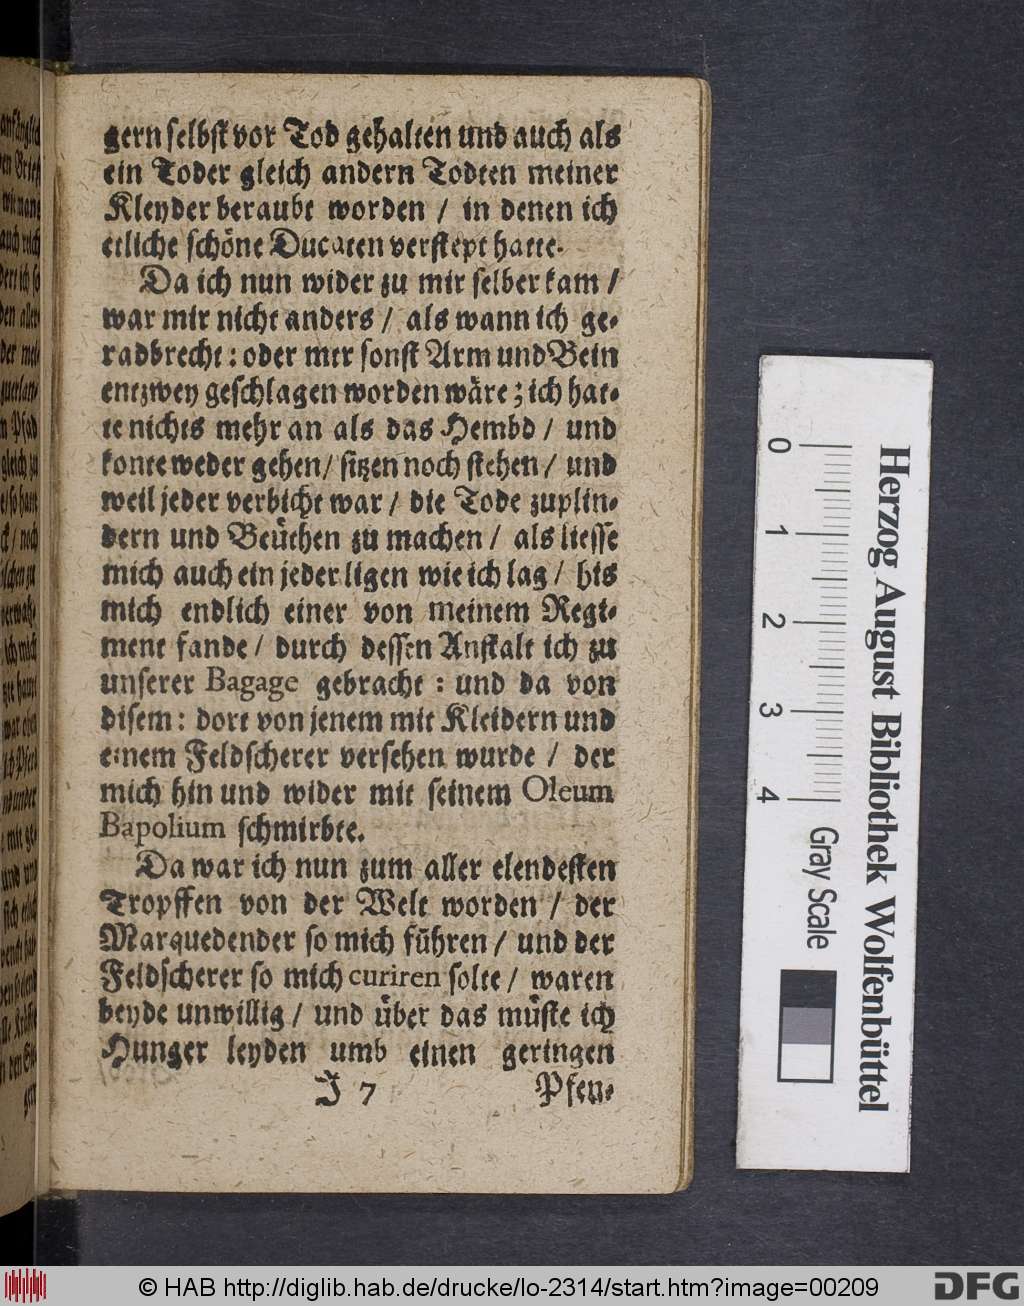 gern selbst vor Tod gehalten und auch als
ein Toder gleich andern Todten meiner
Kleyder beraubt worden / in denen ich
etliche schöne Ducaten verstept hatte.
Da ich nun wider zu mir selber kam /
war mir nicht anders / als wann ich ge-
radbrecht: oder mir sonst Arm und Bein
entzwey geschlagen worden wäre; ich hat-
te nichts mehr an als das Hembd / und
konte weder gehen / sitzen noch stehen / und
weil jeder verbicht war / die Tode zuplin-
dern und Beüthen zu machen / als liesse
mich auch ein jeder ligen wie ich lag / bis
mich endlich einer von meinem Regi-
ment fande / durch dessen Anstalt ich zu
unserer Bagage gebracht: und da von
disem: dort von jenem mit Kleidern und
einem Feldscherer versehen wurde / der
mich hin und wider mit seinem Oleum
Bapolium schmirbte.
Da war ich nun zum aller elendesten
Tropffen von der Welt worden / der
Marquedender so mich führen / und der
Feldscherer so mich curiren solte / waren
beyde unwillig / und über das müste ich
Hunger leyden umb einen geringen
J 7 Pfen-
Herzog August Bibliothek Wolfenbüttel
0 1 2 3 4 Gray Scale
© HAB http://diglib.hab.de/drucke/lo-2314/start.htm?image=00209
DFG